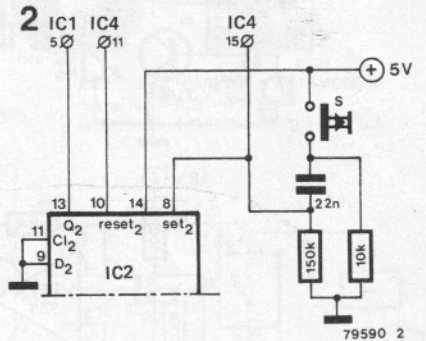 2
IC1 IC4 IC4
5 11 15
+ 5V
S
22n
13 10 14 8
Q2 reset2 set2
11 Cl2
9 D2
IC2
150k 10k
79590 2